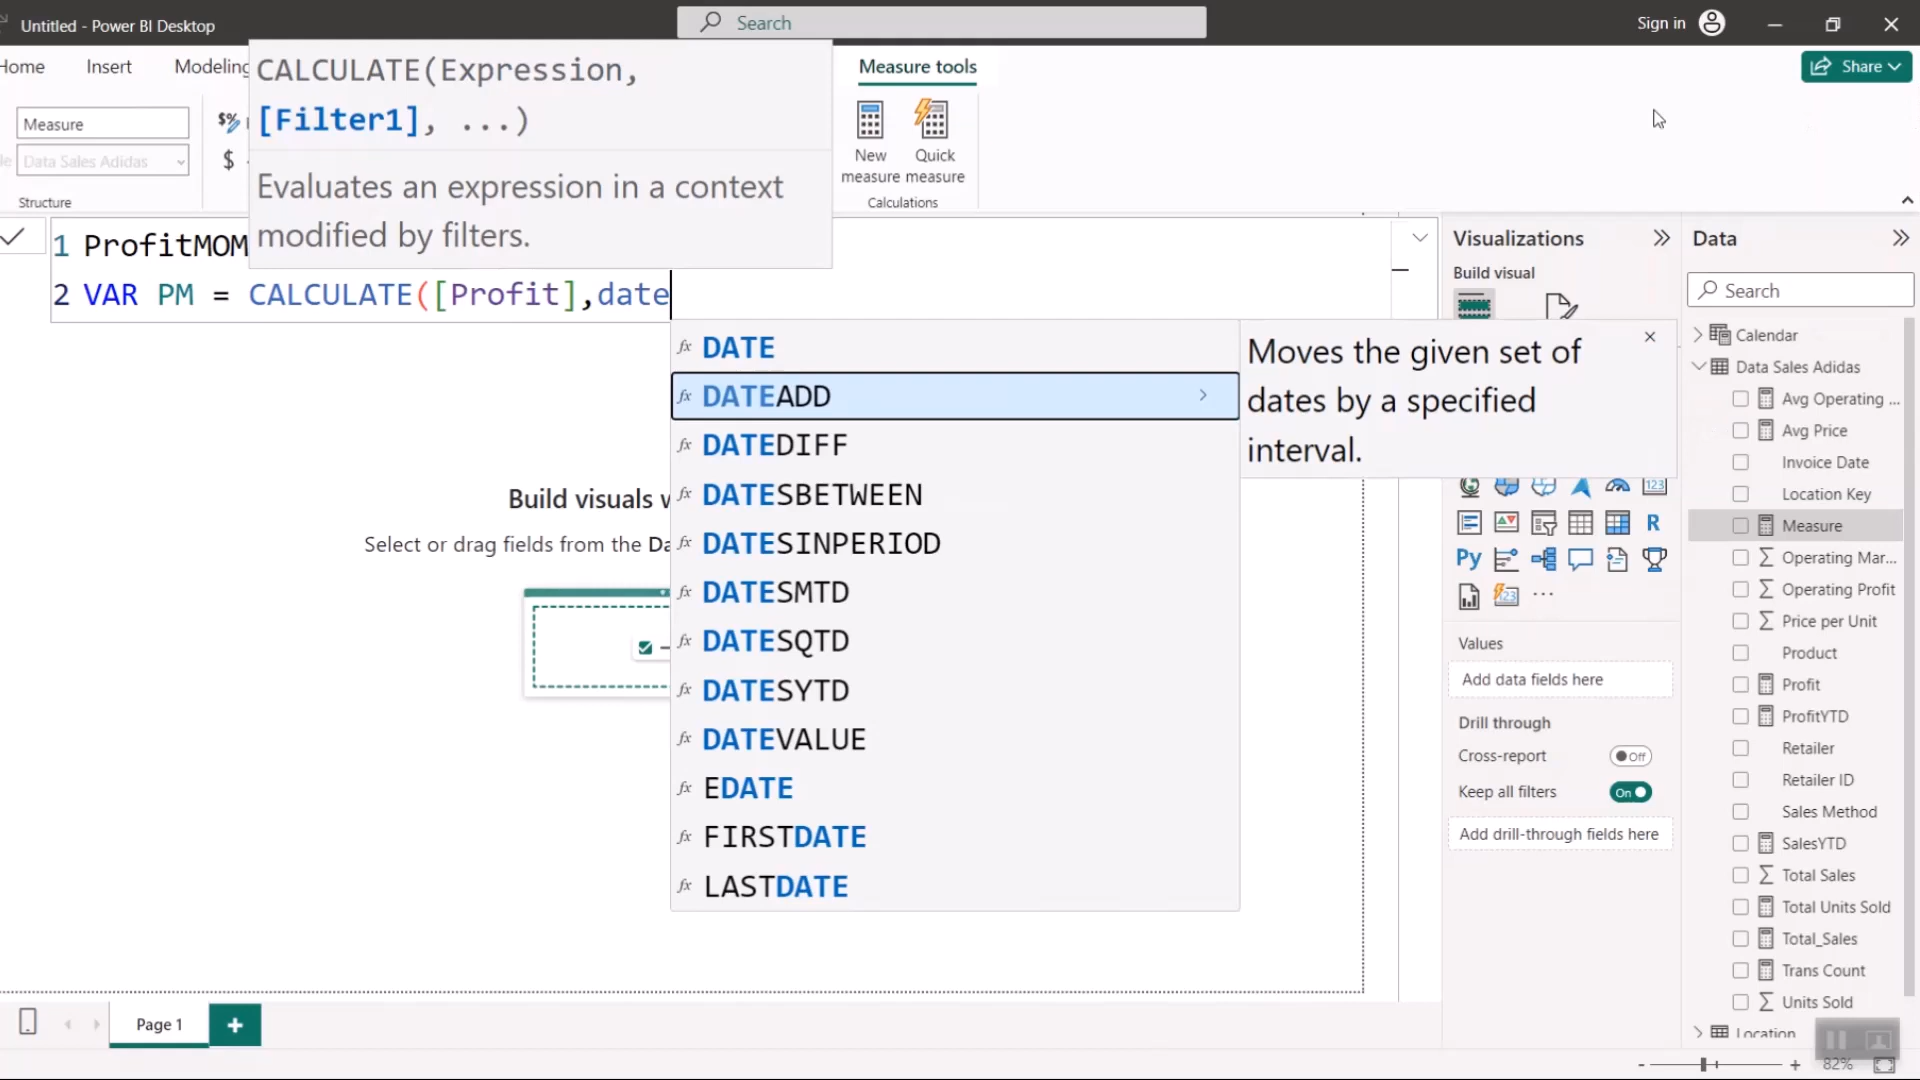 Untitled - Power BI Desktop
Search
Sign in
Home
Insert
Modeling
Measure tools
Share
CALCULATE(Expression,
[Filter1], ...)
Evaluates an expression in a context
modified by filters.
Measure
Data Sales Adidas
Structure
$%
$
New
measure
Quick
measure
Calculations
1 ProfitMOM
2 VAR PM = CALCULATE([Profit],date
DATE
DATEADD
DATEDIFF
DATESBETWEEN
DATESINPERIOD
DATESMTD
DATESQTD
DATESYTD
DATEVALUE
EDATE
FIRSTDATE
LASTDATE
Moves the given set of
dates by a specified
interval.
Build visuals w
Select or drag fields from the Da
Visualizations
Build visual
123
R
Py
123
...
Values
Add data fields here
Drill through
Cross-report
Off
Keep all filters
On
Add drill-through fields here
Data
Search
Calendar
Data Sales Adidas
Avg Operating ...
Avg Price
Invoice Date
Location Key
Measure
Operating Mar...
Operating Profit
Price per Unit
Product
Profit
ProfitYTD
Retailer
Retailer ID
Sales Method
SalesYTD
Total Sales
Total Units Sold
Total_Sales
Trans Count
Units Sold
Location
Page 1
82%